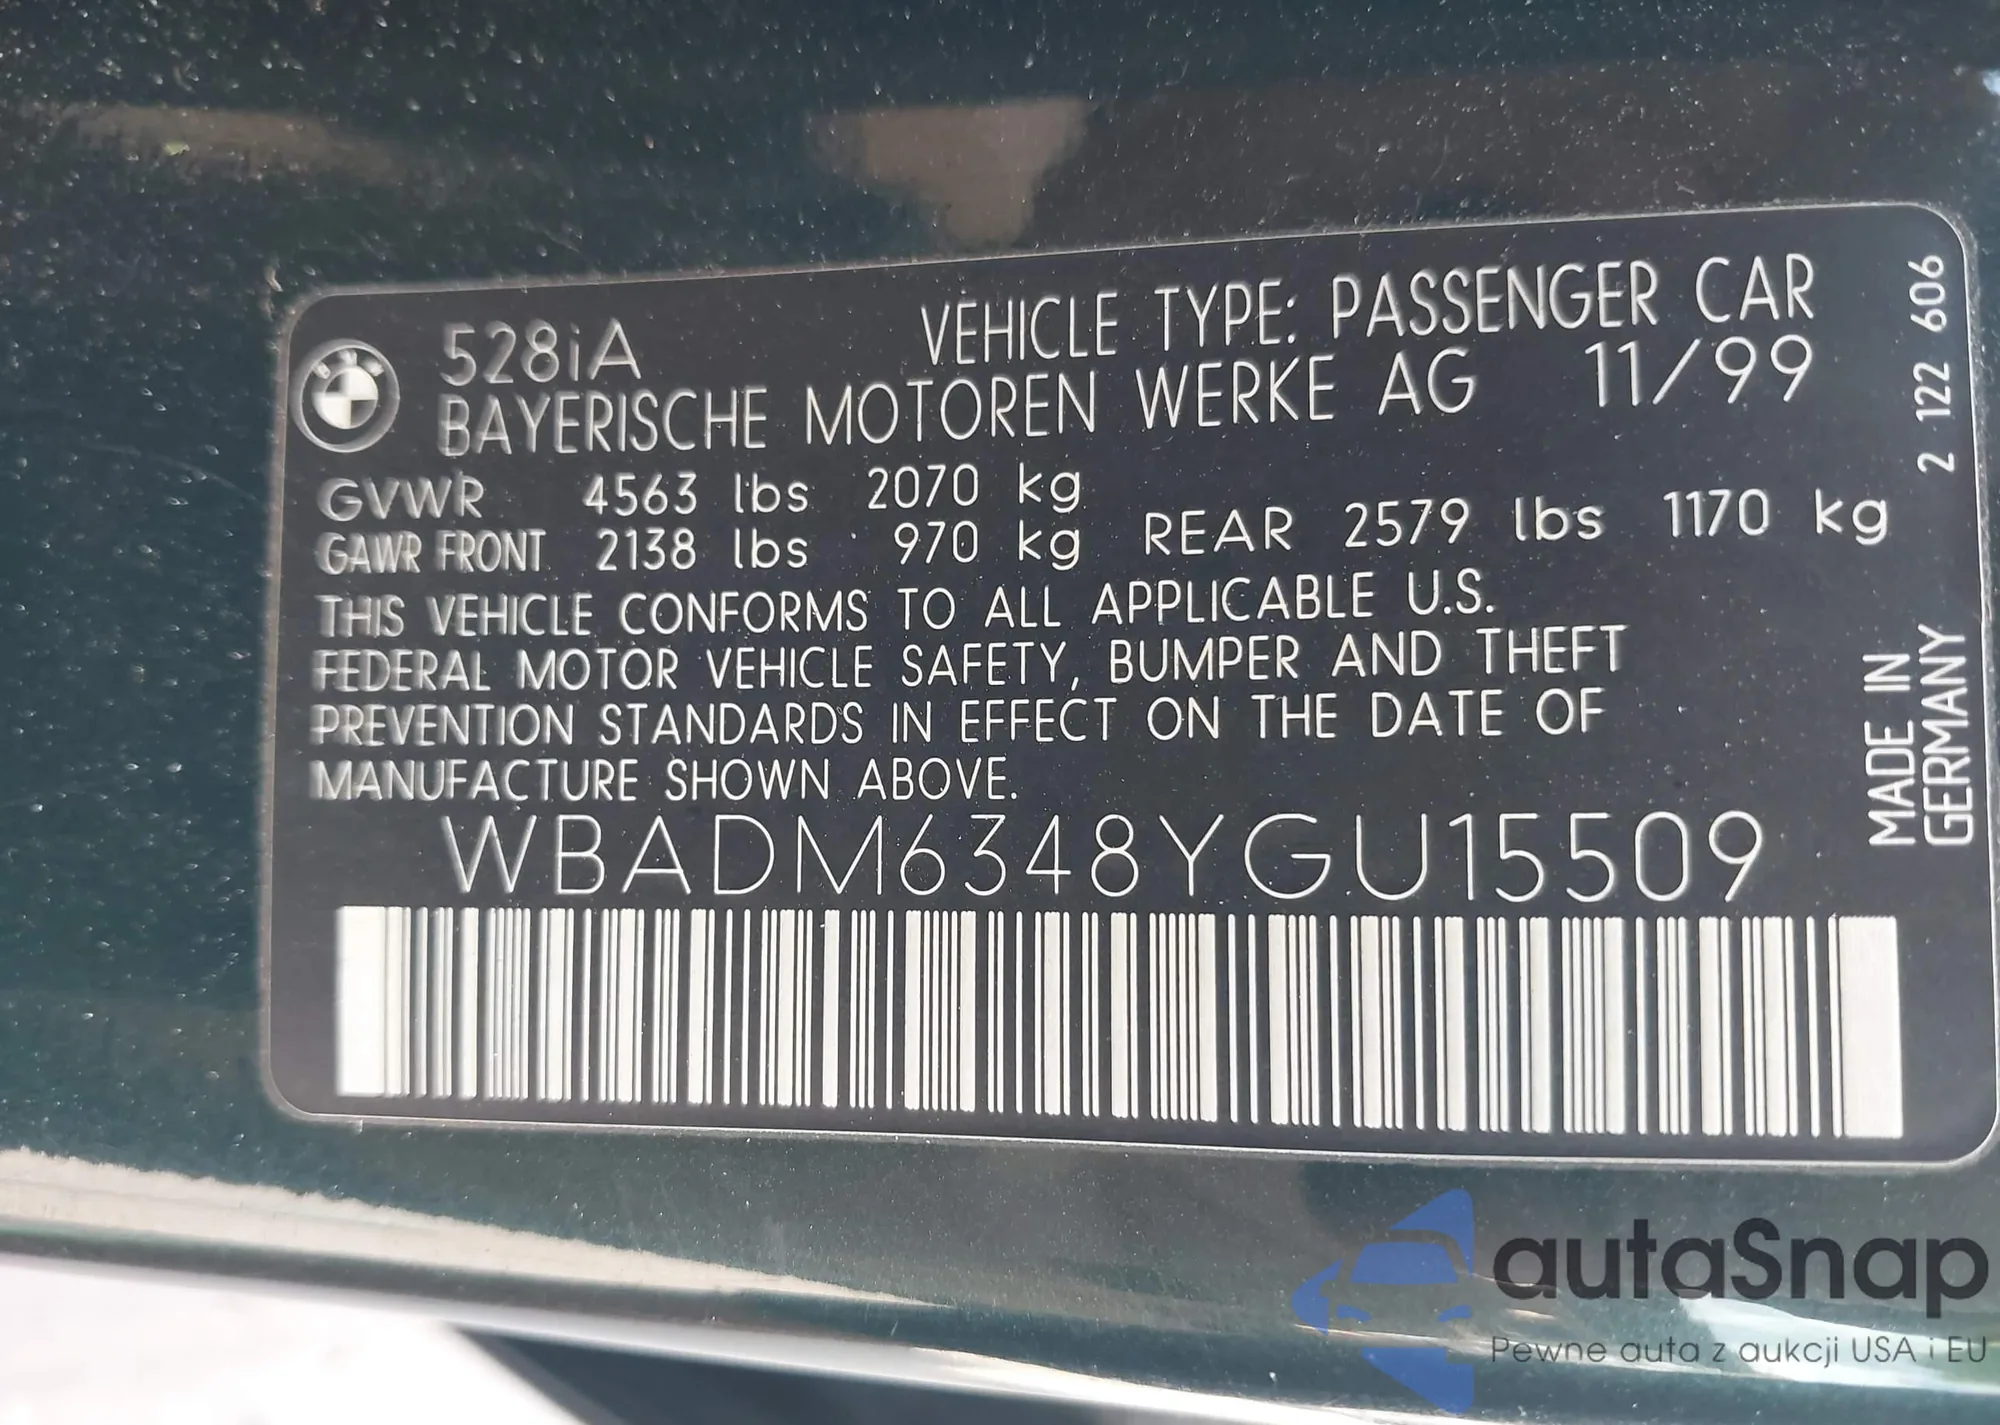 528iA VEHICLE TYPE: PASSENGER CAR
BAYERISCHE MOTOREN WERKE AG 11/99
GVWR 4563 lbs 2070 kg
GAWR FRONT 2138 lbs 970 kg REAR 2579 lbs 1170 kg
THIS VEHICLE CONFORMS TO ALL APPLICABLE U.S.
FEDERAL MOTOR VEHICLE SAFETY, BUMPER AND THEFT
PREVENTION STANDARDS IN EFFECT ON THE DATE OF
MANUFACTURE SHOWN ABOVE.
WBADM6348YGU15509
2 122 606
MADE IN
GERMANY
autaSnap
Pewne auta z aukcji USA i EU